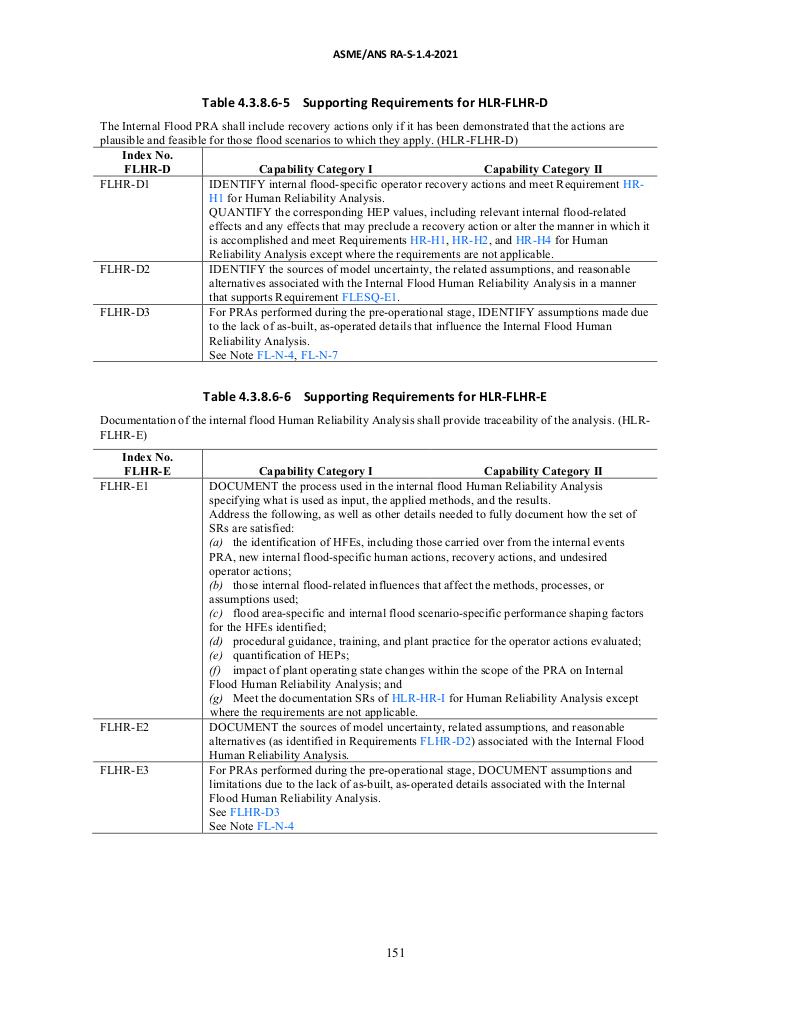 ASME/ANS RA-S-1.4-2021
Table 4.3.8.6-5 Supporting Requirements for HLR-FLHR-D
The Internal Flood PRA shall include recovery actions only if it has been demonstrated that the actions are
plausible and feasible for those flood scenarios to which they apply. (HLR-FLHR-D)
Index No.
FLHR-D
Capability Category I
Capability Category II
FLHR-D1
IDENTIFY internal flood-specific operator recovery actions and meet Requirement HR-
H1 for Human Reliability Analysis.
QUANTIFY the corresponding HEP values, including relevant internal flood-related
effects and any effects that may preclude a recovery action or alter the manner in which it
is accomplished and meet Requirements HR-H1, HR-H2, and HR-H4 for Human
Reliability Analysis except where the requirements are not applicable.
FLHR-D2
IDENTIFY the sources of model uncertainty, the related assumptions, and reasonable
alternatives associated with the Internal Flood Human Reliability Analysis in a manner
that supports Requirement FLESQ-E1.
FLHR-D3
For PRAs performed during the pre-operational stage, IDENTIFY assumptions made due
to the lack of as-built, as-operated details that influence the Internal Flood Human
Reliability Analysis.
See Note FL-N-4, FL-N-7
Table 4.3.8.6-6 Supporting Requirements for HLR-FLHR-E
Documentation of the internal flood Human Reliability Analysis shall provide traceability of the analysis. (HLR-
FLHR-E)
Index No.
FLHR-E
Capability Category I
Capability Category II
FLHR-E1
DOCUMENT the process used in the internal flood Human Reliability Analysis
specifying what is used as input, the applied methods, and the results.
Address the following, as well as other details needed to fully document how the set of
SRs are satisfied:
(a) the identification of HFEs, including those carried over from the internal events
PRA, new internal flood-specific human actions, recovery actions, and undesired
operator actions;
(b) those internal flood-related influences that affect the methods, processes, or
assumptions used;
(c) flood area-specific and internal flood scenario-specific performance shaping factors
for the HFEs identified;
(d) procedural guidance, training, and plant practice for the operator actions evaluated;
(e) quantification of HEPs;
(f) impact of plant operating state changes within the scope of the PRA on Internal
Flood Human Reliability Analysis; and
(g) Meet the documentation SRs of HLR-HR-I for Human Reliability Analysis except
where the requirements are not applicable.
FLHR-E2
DOCUMENT the sources of model uncertainty, related assumptions, and reasonable
alternatives (as identified in Requirements FLHR-D2) associated with the Internal Flood
Human Reliability Analysis.
FLHR-E3
For PRAs performed during the pre-operational stage, DOCUMENT assumptions and
limitations due to the lack of as-built, as-operated details associated with the Internal
Flood Human Reliability Analysis.
See FLHR-D3
See Note FL-N-4
151